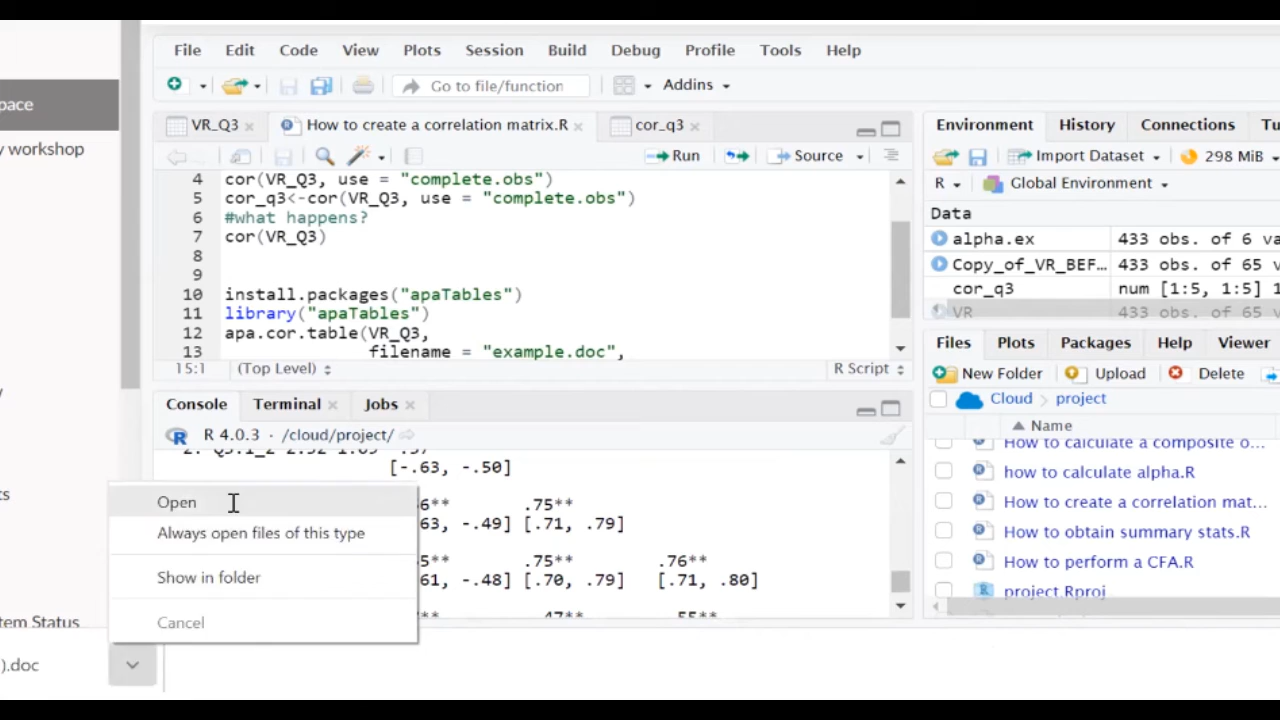 File Edit Code View Plots Session Build Debug Profile Tools Help
pace
Go to file/function Addins
VR_Q3 How to create a correlation matrix.R cor_q3
Environment History Connections Tu
y workshop
Run Source
Import Dataset 298 MiB
4 cor(VR_Q3, use = "complete.obs")
R Global Environment
5 cor_q3<-cor(VR_Q3, use = "complete.obs")
6 #what happens?
Data
7 cor(VR_Q3)
alpha.ex 433 obs. of 6 va
8
Copy_of_VR_BEF… 433 obs. of 65 v
9
cor_q3 num [1:5, 1:5] 1
10 install.packages("apaTables")
11 library("apaTables")
VR 433 obs. of 65 v
12 apa.cor.table(VR_Q3,
13 filename = "example.doc",
Files Plots Packages Help Viewer
15:1 (Top Level) R Script
New Folder Upload Delete
Console Terminal Jobs
Cloud project
R 4.0.3 · /cloud/project/
Name
How to calculate a composite o…
[-.63, -.50]
how to calculate alpha.R
ts
Open
6** .75**
How to create a correlation mat…
63, -.49] [.71, .79]
Always open files of this type
How to obtain summary stats.R
5** .75** .76**
How to perform a CFA.R
Show in folder
61, -.48] [.70, .79] [.71, .80]
project.Rproj
tem Status
Cancel
).doc